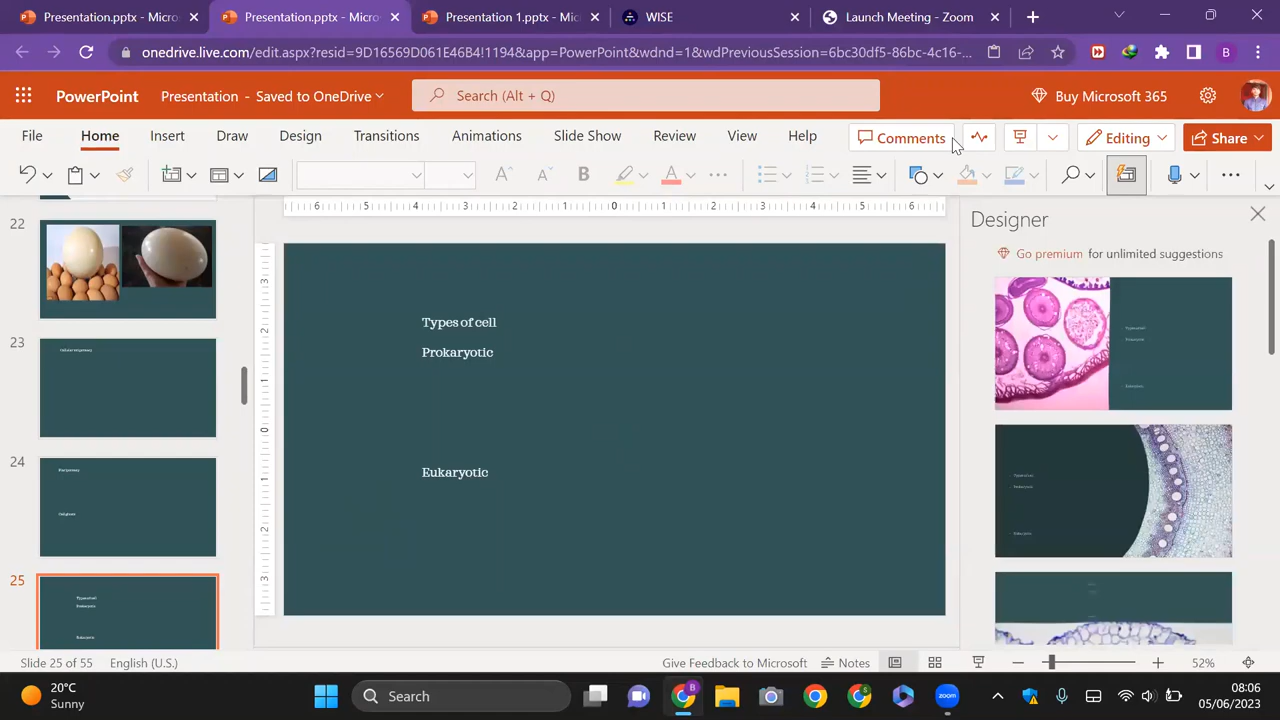 Presentation.pptx - Micros
Presentation.pptx - Micro
Presentation 1.pptx - Mic
WISE
Launch Meeting - Zoom
onedrive.live.com/edit.aspx?resid=9D16569D061E46B4!1194&app=PowerPoint&wdnd=1&wdPreviousSession=6bc30df5-86bc-4c16-...
B
PowerPoint
Presentation - Saved to OneDrive
Search (Alt + Q)
Buy Microsoft 365
File
Home
Insert
Draw
Design
Transitions
Animations
Slide Show
Review
View
Help
Comments
Editing
Share
Designer
Go premium for unlimited suggestions
22
23
24
25
Types of cell
Prokaryotic
Eukaryotic
Slide 25 of 55
English (U.S.)
Give Feedback to Microsoft
Notes
52%
20°C
Sunny
Search
zoom
08:06
05/06/2023